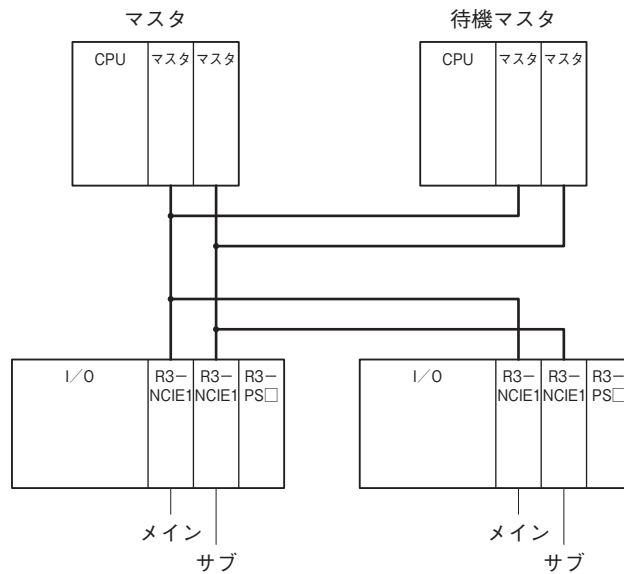 マスタ
待機マスタ
CPU
マスタ
マスタ
CPU
マスタ
マスタ
I/O
R3−
NCIE1
R3−
NCIE1
R3−
PS□
I/O
R3−
NCIE1
R3−
NCIE1
R3−
PS□
メイン
サブ
メイン
サブ